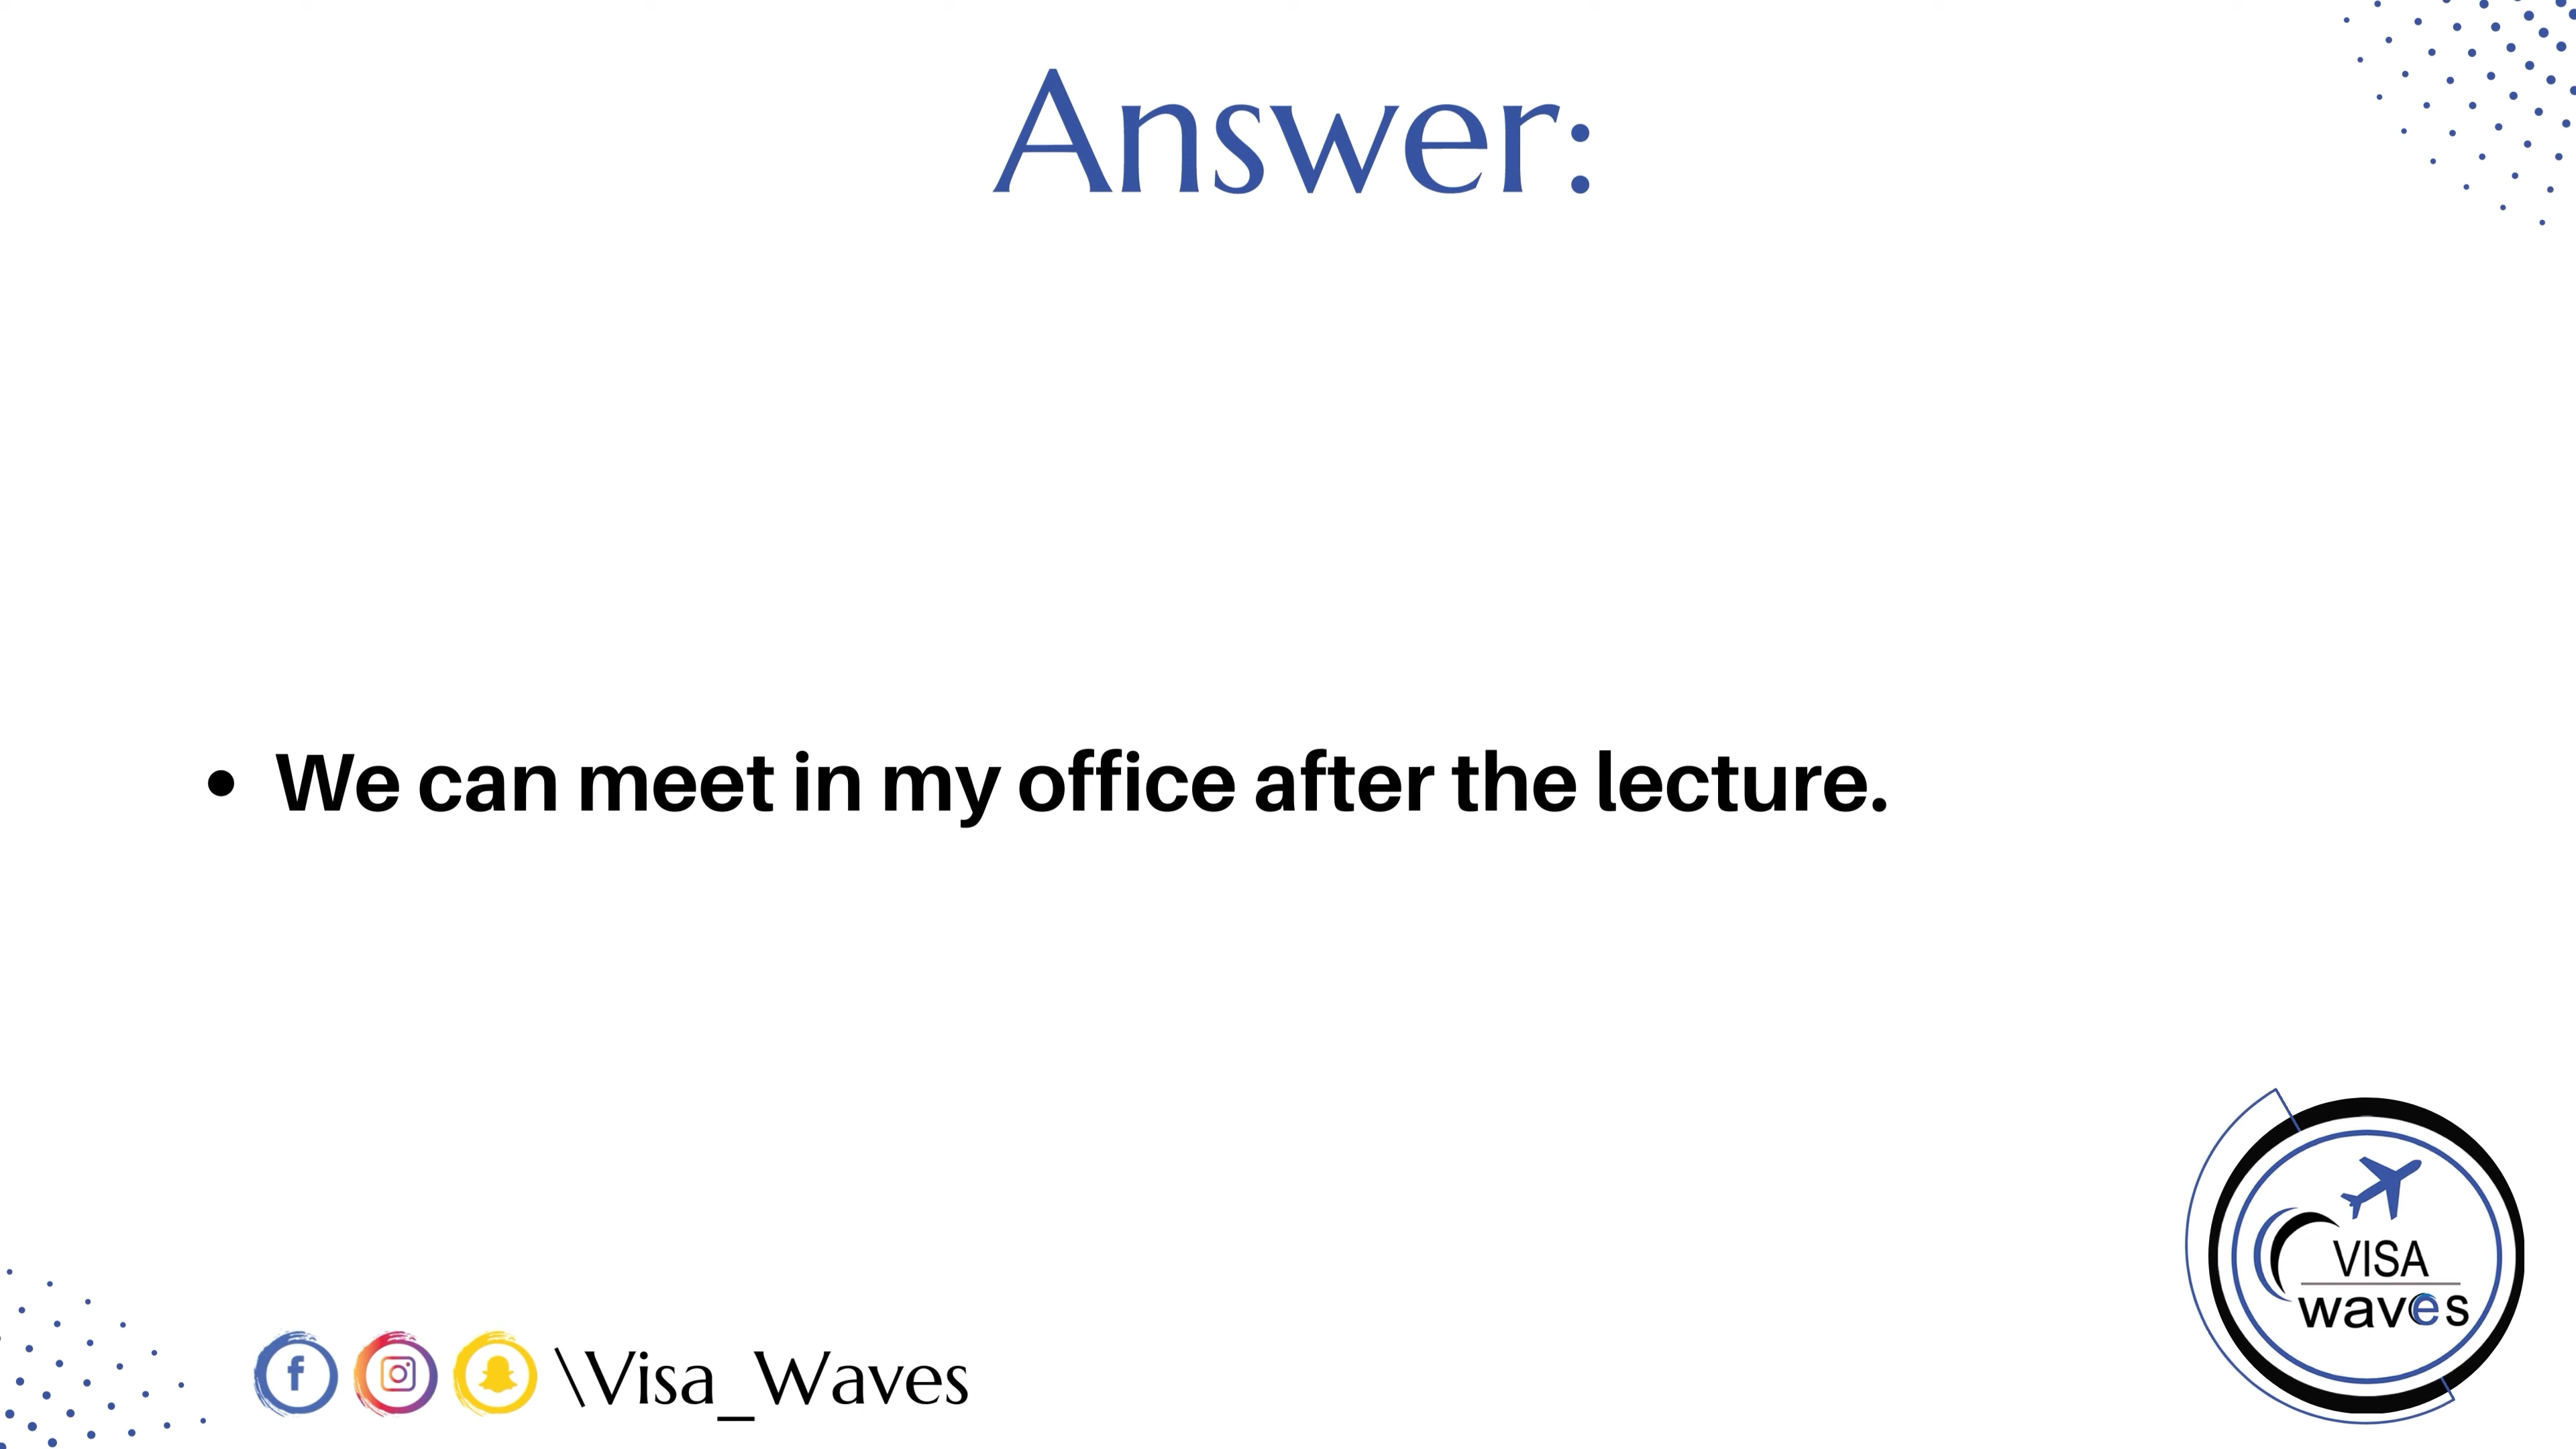 Answer:
• We can meet in my office after the lecture.
VISA
waves
\Visa_Waves